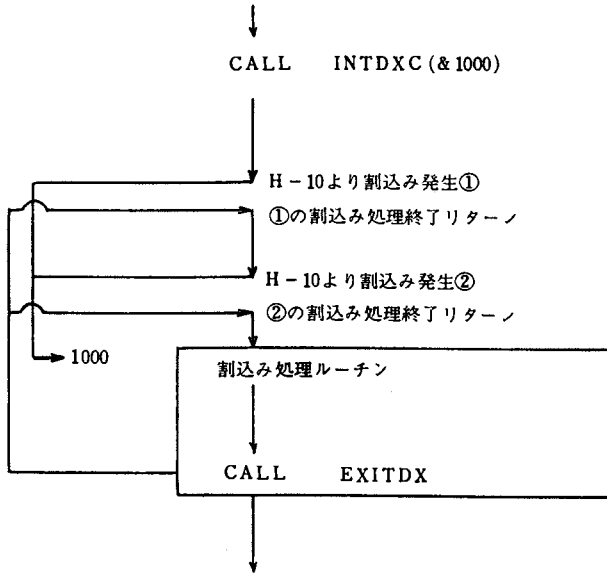 CALL INTDXC (& 1000)
H-10より割込み発生①
①の割込み処理終了リターン
H-10より割込み発生②
②の割込み処理終了リターン
1000
割込み処理ルーチン
CALL EXITDX